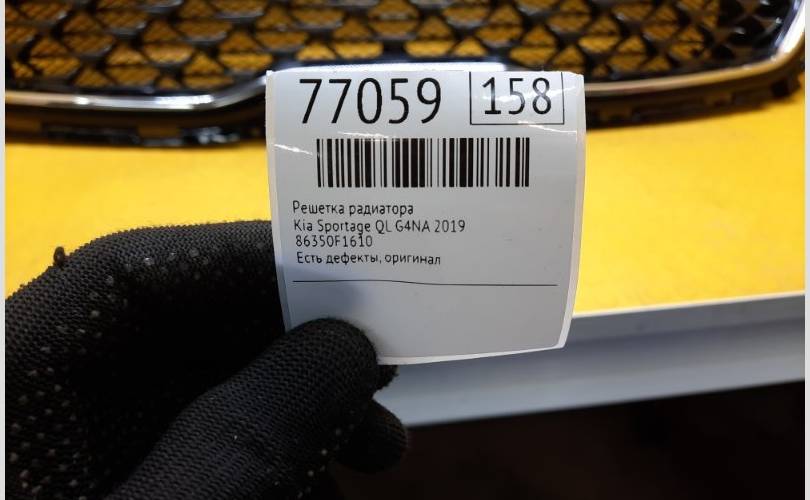 77059 158
Решетка радиатора
Kia Sportage QL G4NA 2019
86350F1610
Есть дефекты, оригинал